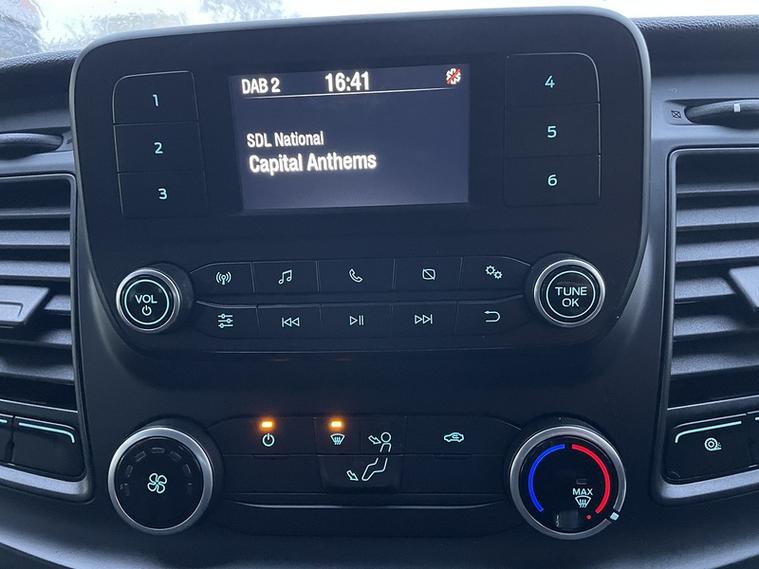 DAB 2 16:41
SDL National
Capital Anthems
1
2
3
4
5
6
VOL
TUNE
OK
MAX